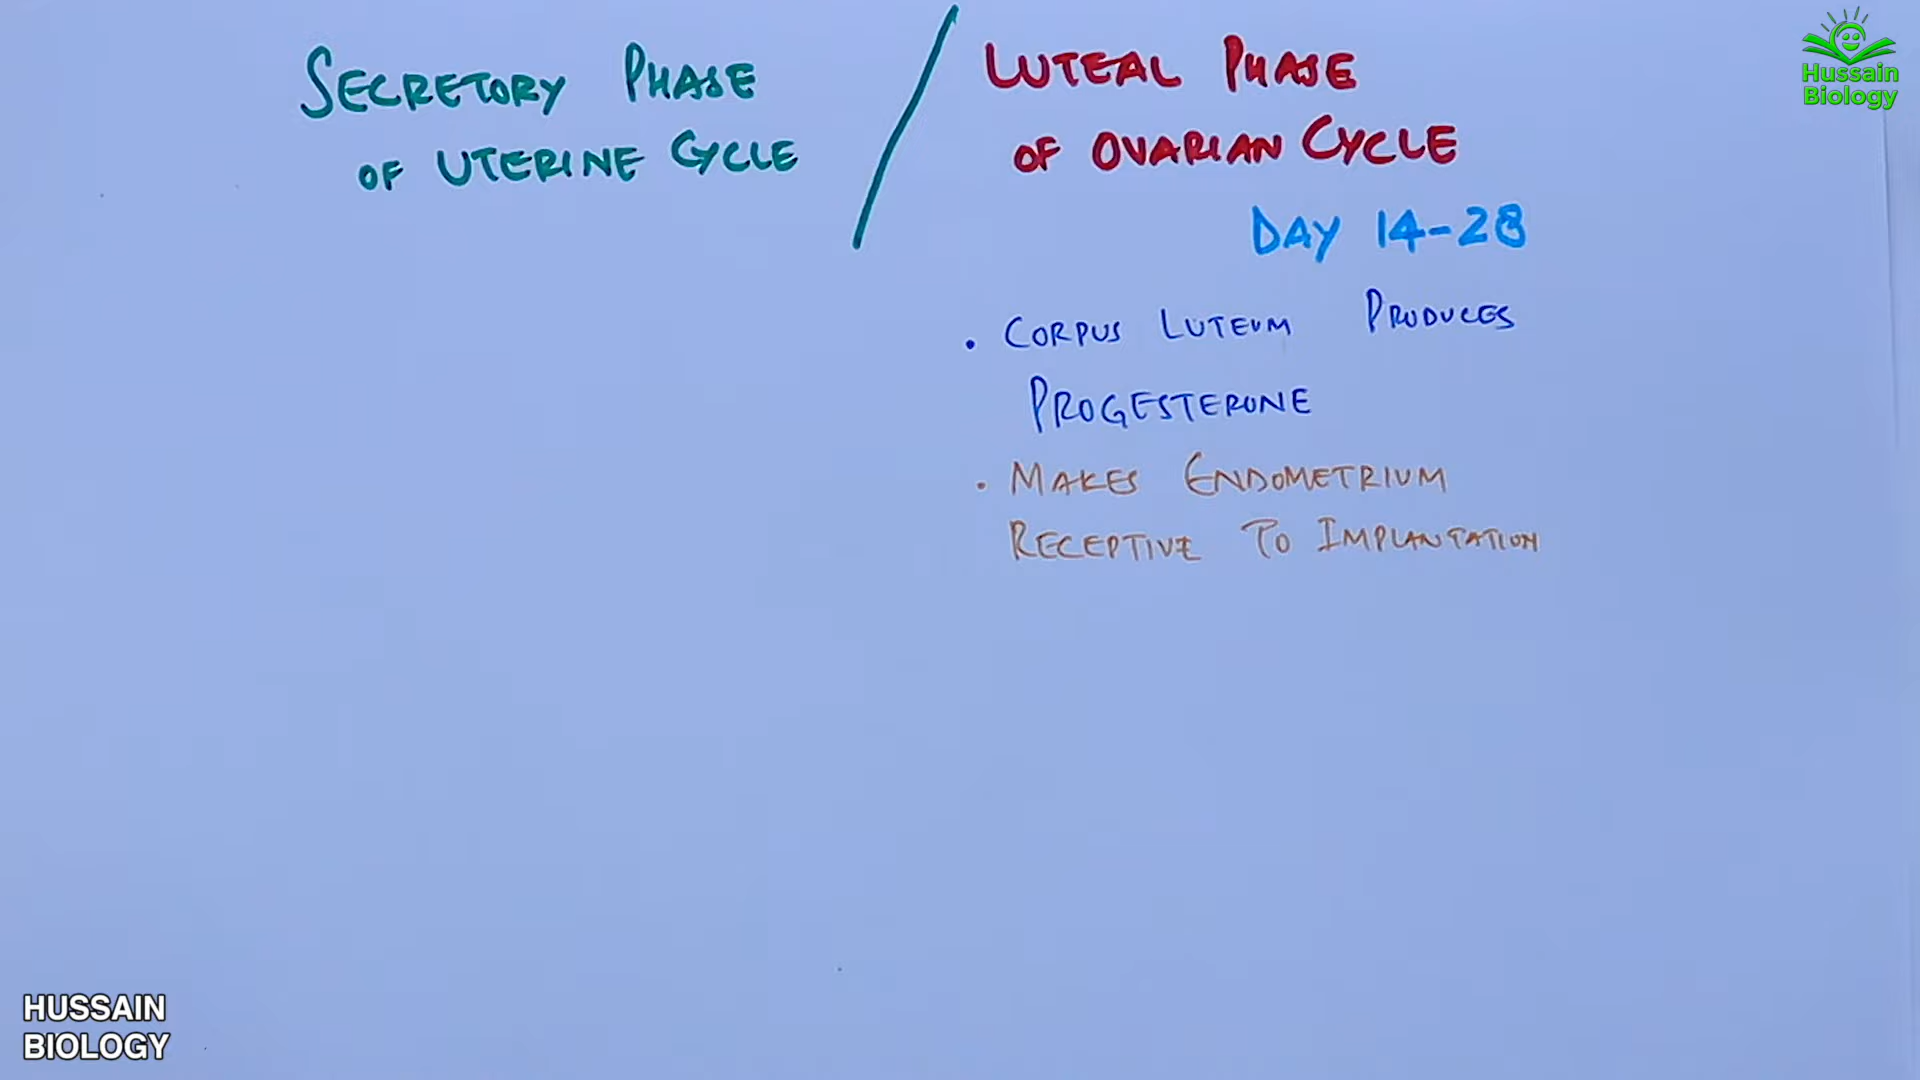 SECRETORY PHASE
OF UTERINE CYCLE
LUTEAL PHASE
OF OVARIAN CYCLE
DAY 14-28
• CORPUS LUTEUM PRODUCES
PROGESTERONE
• MAKES ENDOMETRIUM
RECEPTIVE TO IMPLANTATION
Hussain
Biology
HUSSAIN
BIOLOGY